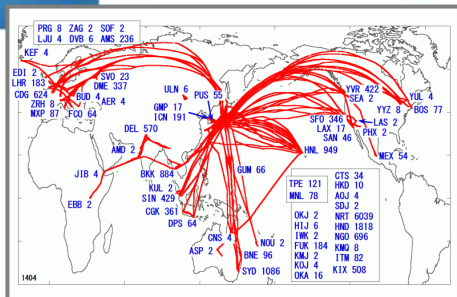 PRG 8 ZAG 2 SOF 2
LJU 4 DVB 6 AMS 236
KEF 4
EDI 2
LHR 183
CDG 624
ZRH 8
MXP 87
SVO 23
DME 337
BUD 4
AER 4
FCO 64
ULN 6
PUS 55
GMP 17
ICN 191
DEL 570
AMD 2
JIB 4
EBB 2
BKK 884
KUL 2
SIN 429
CGK 361
DPS 64
GUM 66
CNS 4
ASP 2
NOU 2
BNE 96
SYD 1086
YVR 422
SEA 2
YUL 4
YYZ 8
BOS 77
SFO 346
LAS 2
LAX 17
PHX 2
SAN 46
HNL 949
MEX 54
TPE 121
MNL 78
OKJ 2
HIJ 6
IWK 2
FUK 184
KMJ 2
KOJ 4
OKA 16
CTS 34
HKD 10
AOJ 4
SDJ 2
NRT 6039
HND 1818
NGO 696
KMQ 8
ITM 82
KIX 508
1404